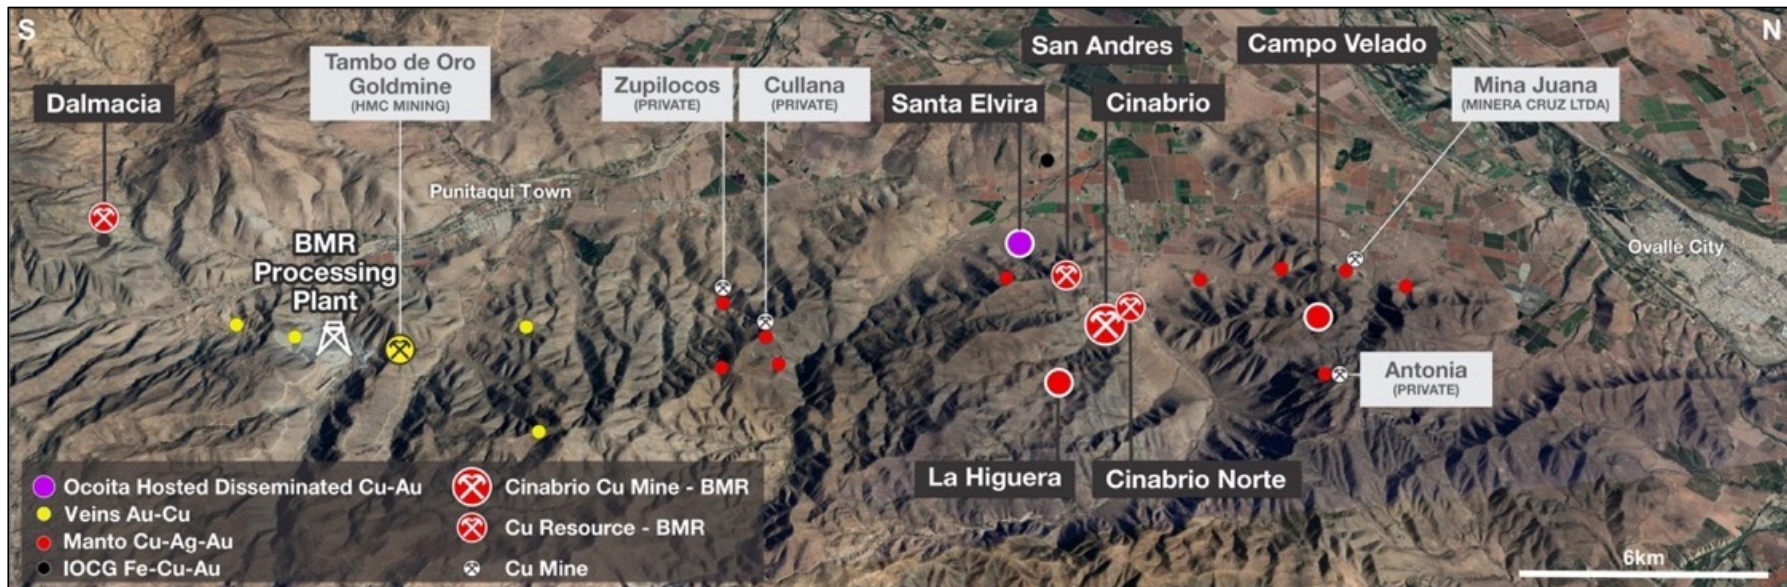 S
N
San Andres
Campo Velado
Tambo de Oro
Goldmine
(HMC MINING)
Zupilocos
(PRIVATE)
Cullana
(PRIVATE)
Mina Juana
(MINERA CRUZ LTDA)
Dalmacia
Santa Elvira
Cinabrio
Punitaqui Town
BMR
Processing
Plant
Ovalle City
Antonia
(PRIVATE)
La Higuera
Cinabrio Norte
Ocoita Hosted Disseminated Cu-Au
Veins Au-Cu
Manto Cu-Ag-Au
IOCG Fe-Cu-Au
Cinabrio Cu Mine - BMR
Cu Resource - BMR
Cu Mine
6km